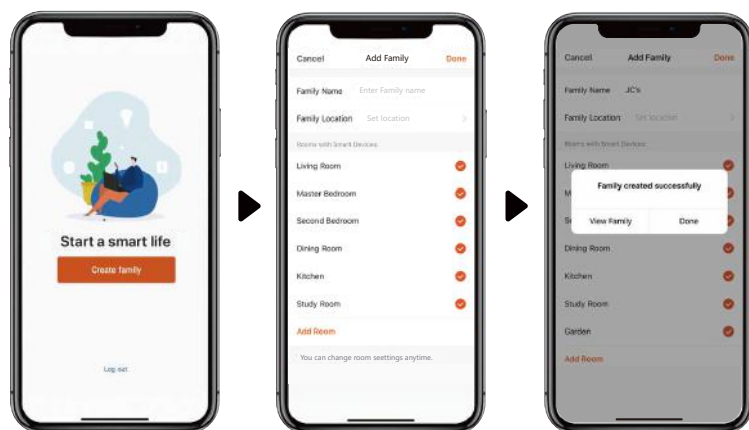 Start a smart life
Create family
Log out
Cancel Add Family Done
Family Name Enter Family name
Family Location Set location
Rooms with Smart Devices
Living Room
Master Bedroom
Second Bedroom
Dining Room
Kitchen
Study Room
Add Room
You can change room seettings anytime.
Cancel Add Family Done
Family Name JC's
Family Location Set location
Rooms with Smart Devices
Living Room
Family created successfully
M
View Family Done
Se
Dining Room
Kitchen
Study Room
Garden
Add Room